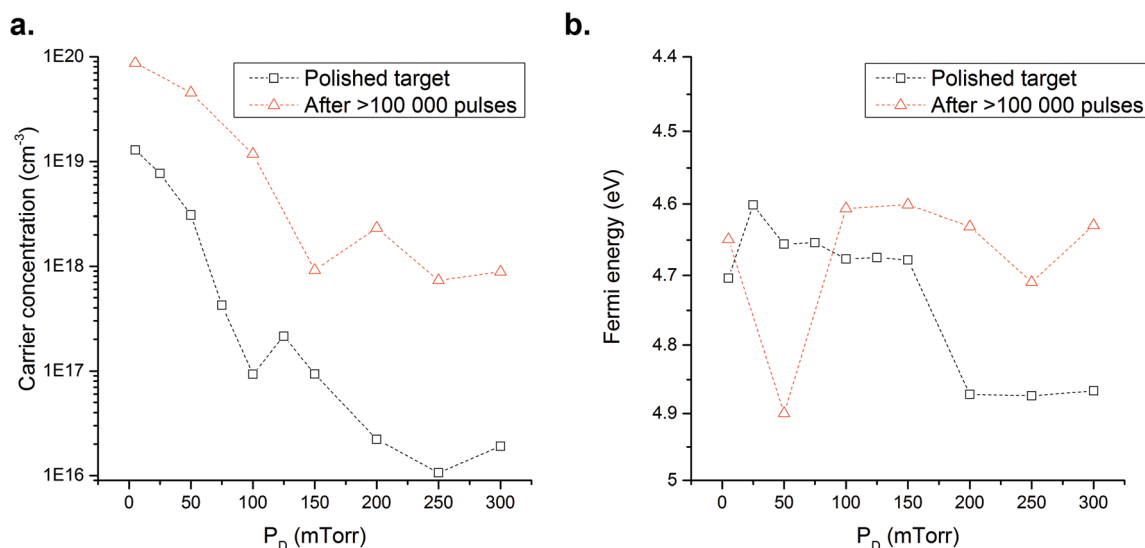 a.
1E20
1E19
1E18
1E17
1E16
Carrier concentration (cm-3)
Polished target
After >100 000 pulses
0 50 100 150 200 250 300
PD (mTorr)
b.
4.4
4.5
4.6
4.7
4.8
4.9
5
Fermi energy (eV)
Polished target
After >100 000 pulses
0 50 100 150 200 250 300
PD (mTorr)